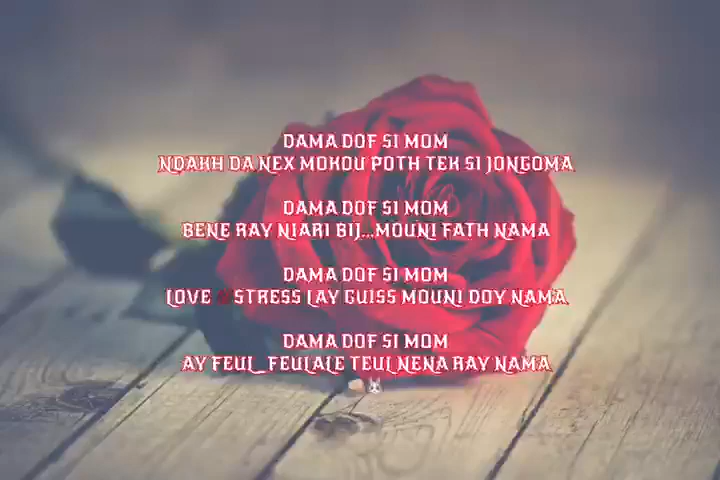 DAMA DOF SI MOM
NDAKH DA NEX MOKOU POTH TEK SI JONGOMA
DAMA DOF SI MOM
BENE RAY NIARI BIJ...MOUNI FATH NAMA
DAMA DOF SI MOM
LOVE STRESS LAY GUISS MOUNI DOY NAMA
DAMA DOF SI MOM
AY FEUL_FEULALE TEUL NENA RAY NAMA